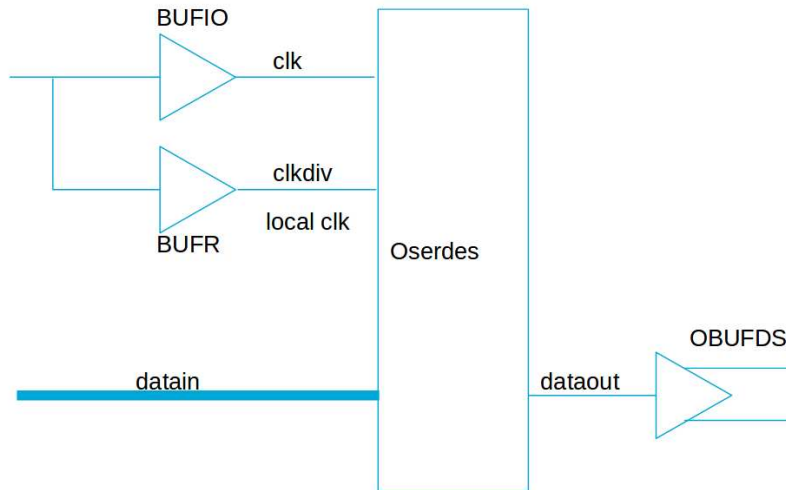 BUFIO
clk
clkdiv
local clk
BUFR
Oserdes
OBUFDS
datain
dataout